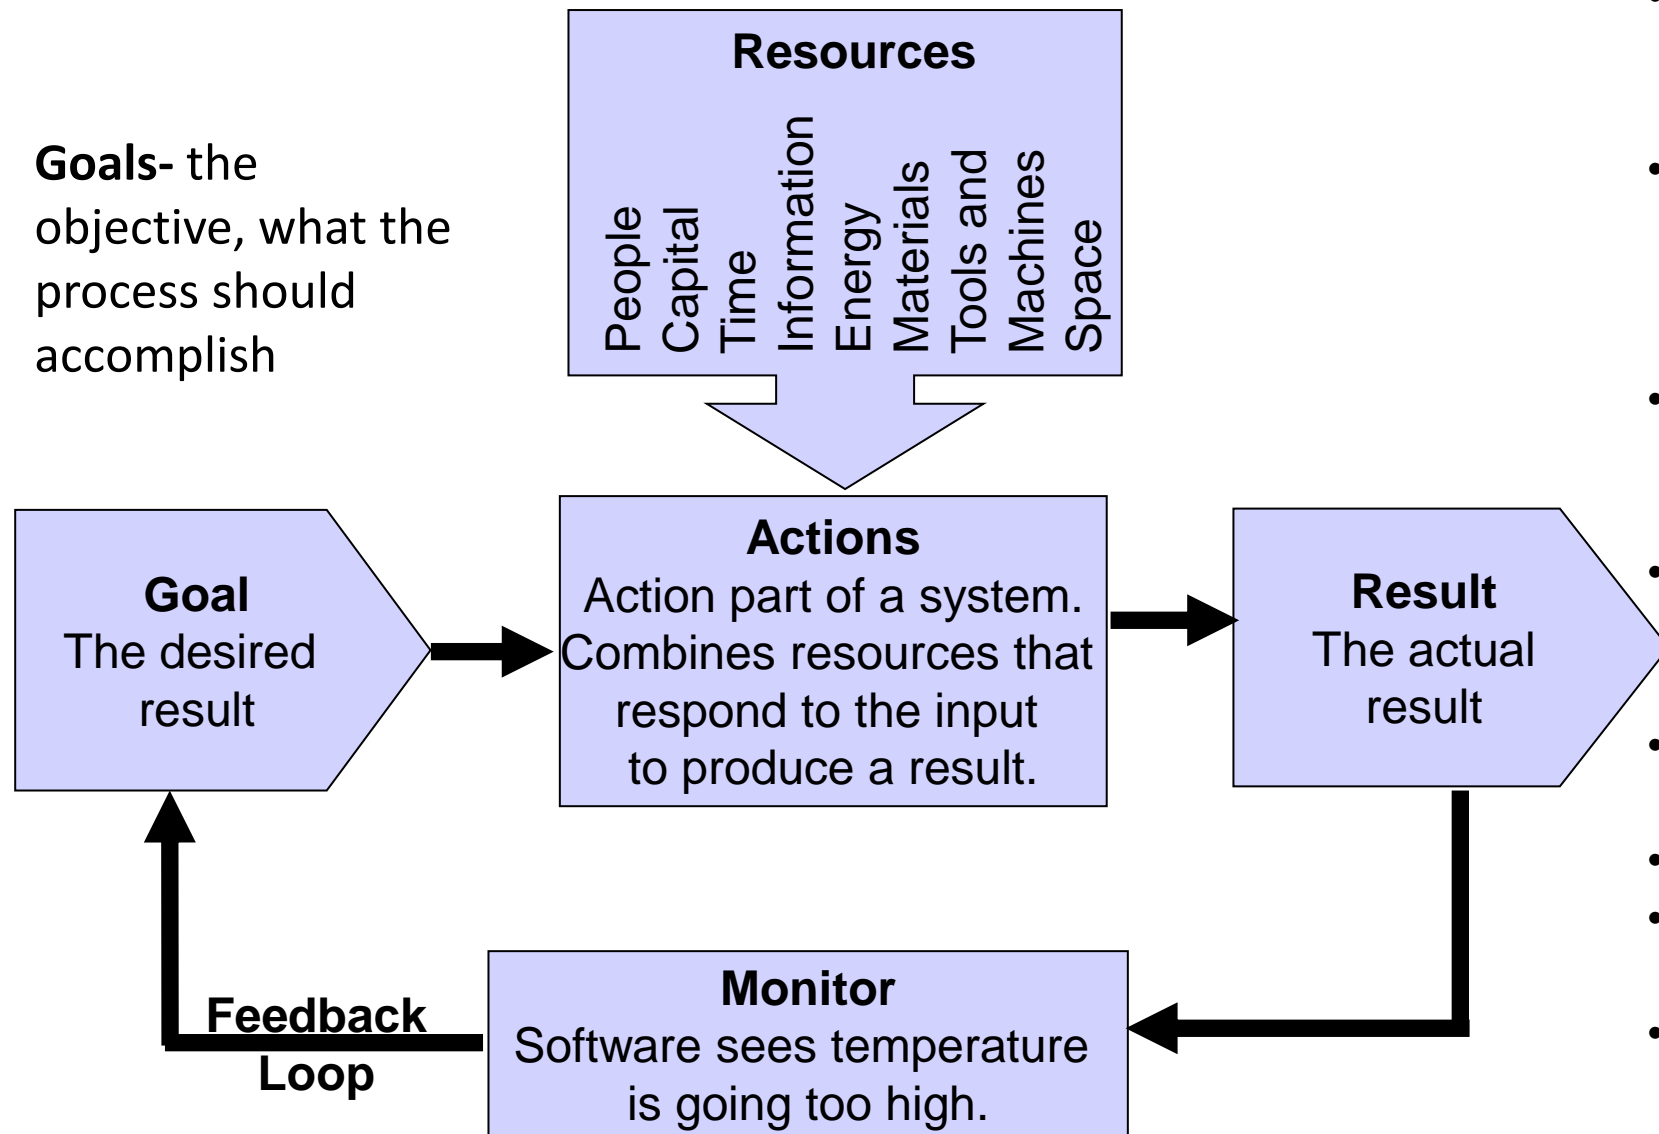 Resources
People
Capital
Time
Information
Energy
Materials
Tools and
Machines
Space
Goals- the
objective, what the
process should
accomplish
Goal
The desired
result
Actions
Action part of a system.
Combines resources that
respond to the input
to produce a result.
Result
The actual
result
Monitor
Software sees temperature
is going too high.
Feedback
Loop